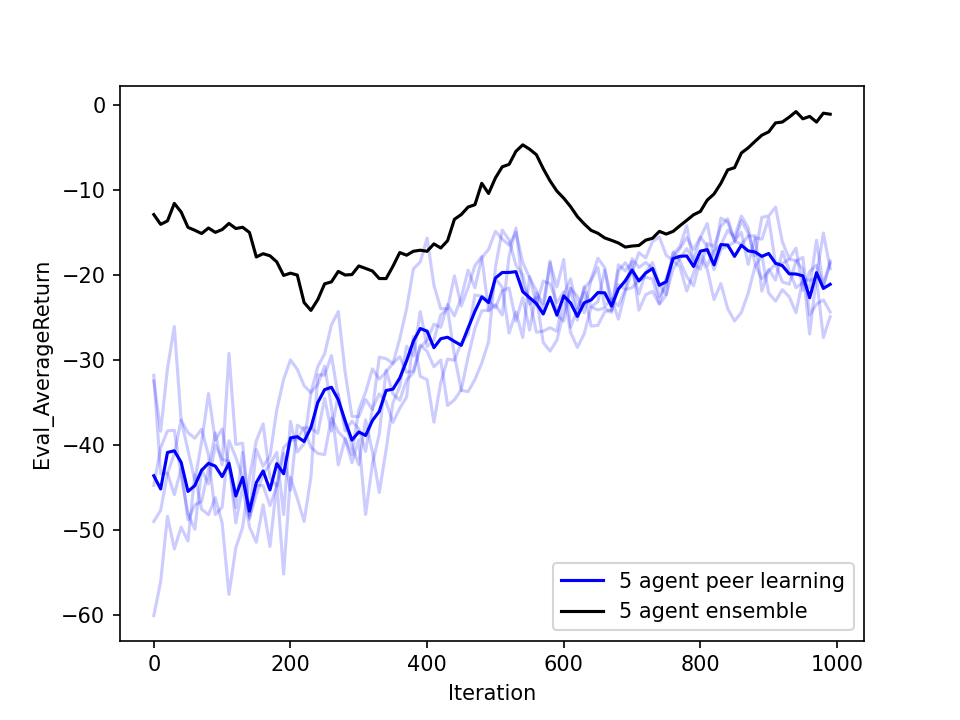 0
−10
−20
−30
−40
−50
−60
Eval_AverageReturn
5 agent peer learning
5 agent ensemble
0 200 400 600 800 1000
Iteration